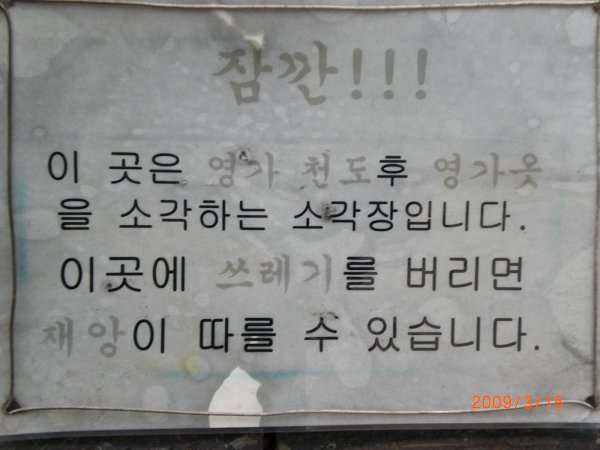 잠깐!!!
이 곳은 영가 천도후 영가옷
을 소각하는 소각장입니다.
이곳에 쓰레기를 버리면
재앙이 따를 수 있습니다.
2009/3/15